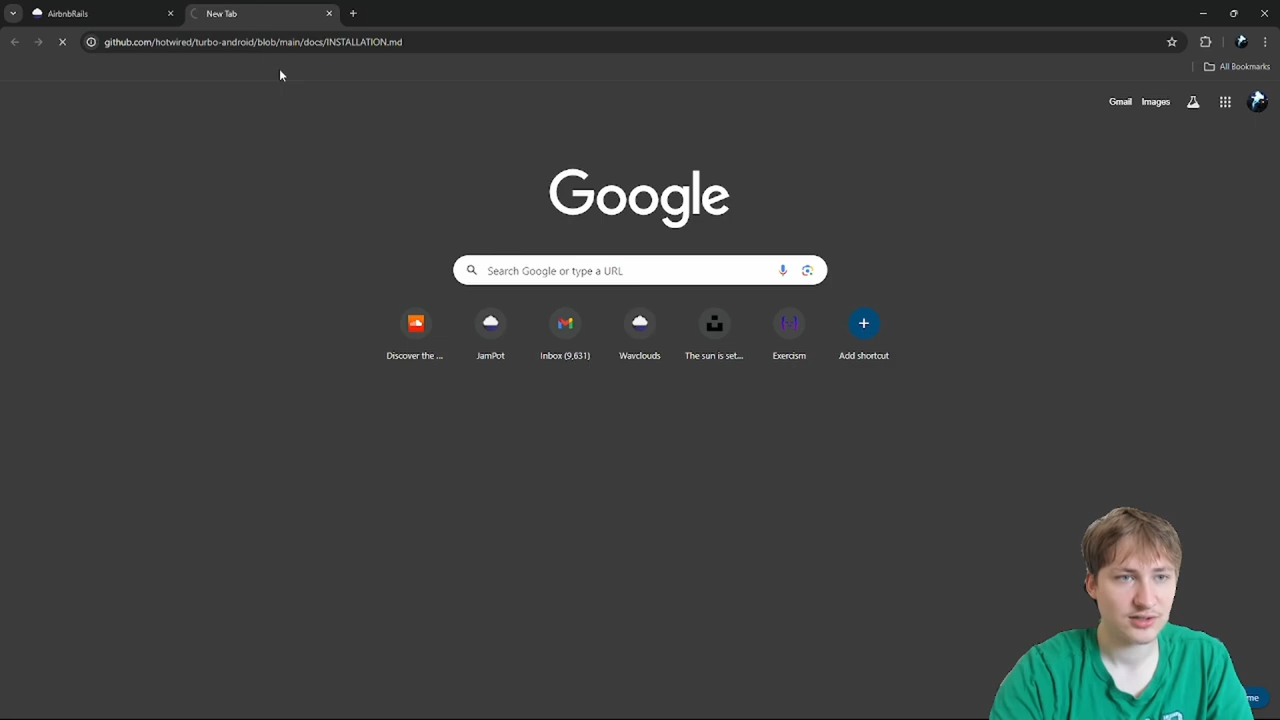 AirbnbRails
New Tab
github.com/hotwired/turbo-android/blob/main/docs/INSTALLATION.md
All Bookmarks
Gmail Images
Google
Search Google or type a URL
Discover the ...
JamPot
Inbox (9,631)
Wavclouds
The sun is set...
Exercism
Add shortcut